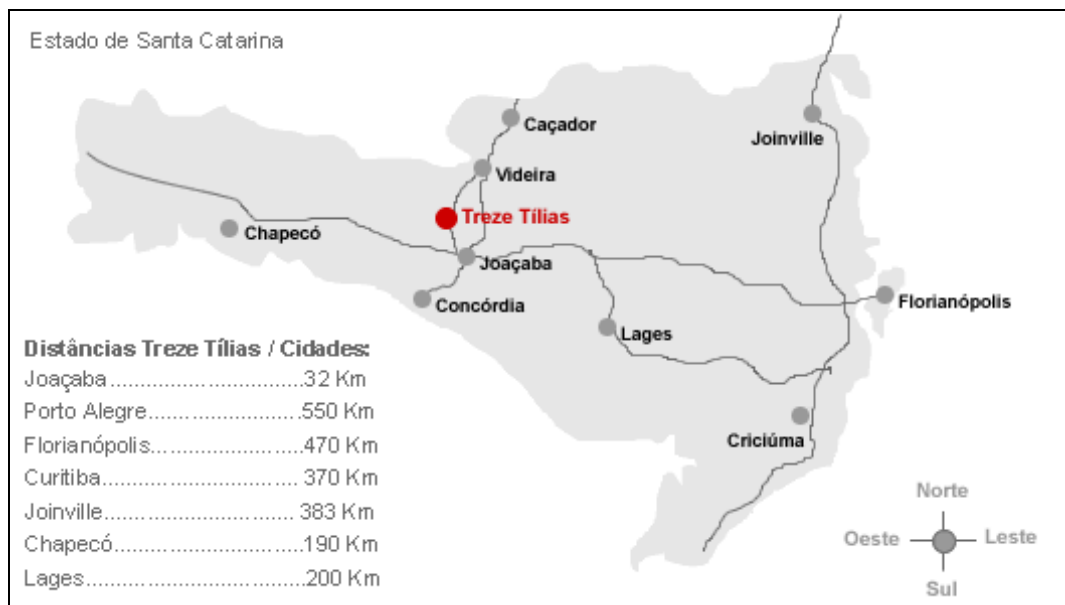 Estado de Santa Catarina
Caçador
Joinville
Videira
Treze Tílias
Chapecó
Joaçaba
Concórdia
Florianópolis
Lages
Criciúma
Distâncias Treze Tílias / Cidades:
Joaçaba................................32 Km
Porto Alegre.........................550 Km
Florianópolis.........................470 Km
Curitiba.................................370 Km
Joinville................................ 383 Km
Chapecó...............................190 Km
Lages....................................200 Km
Norte
Oeste
Leste
Sul